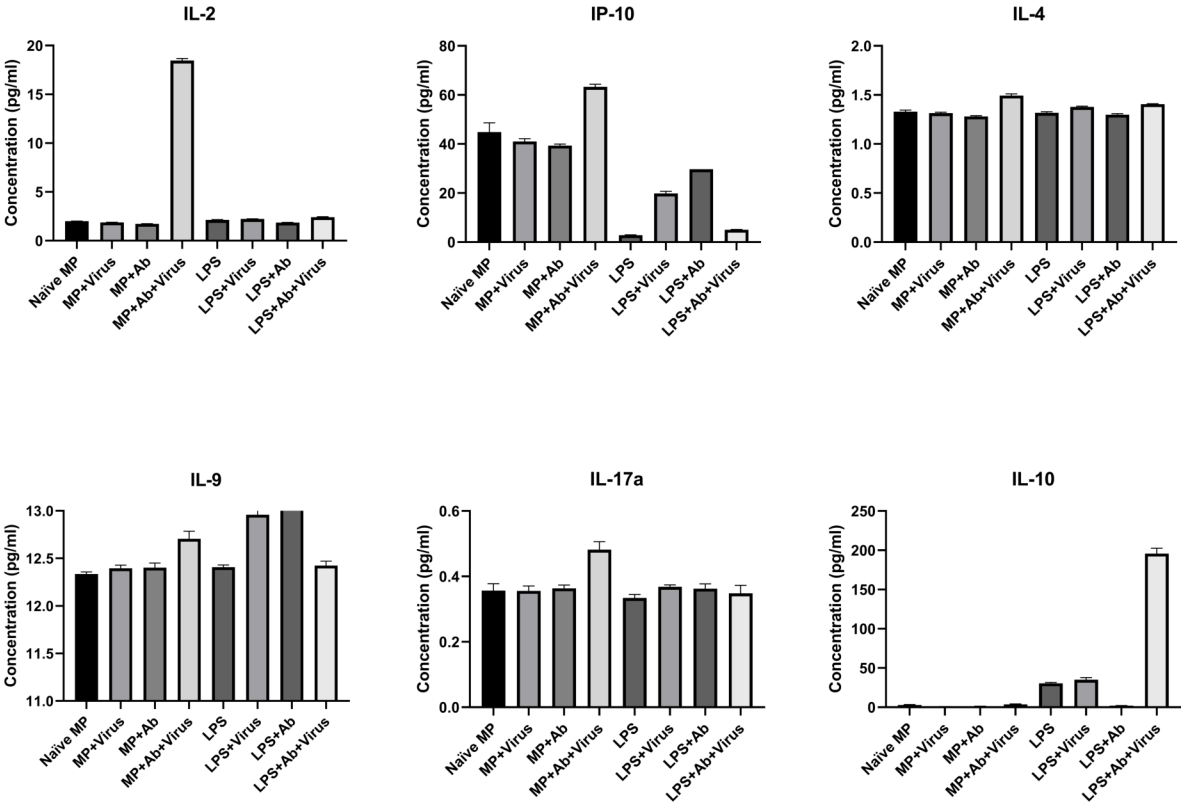 IL-2
Concentration (pg/ml)
20
15
10
5
0
Naïve MP
MP+Virus
MP+Ab
MP+Ab+Virus
LPS
LPS+Virus
LPS+Ab
LPS+Ab+Virus
IP-10
Concentration (pg/ml)
80
60
40
20
0
Naïve MP
MP+Virus
MP+Ab
MP+Ab+Virus
LPS
LPS+Virus
LPS+Ab
LPS+Ab+Virus
IL-4
Concentration (pg/ml)
2.0
1.5
1.0
0.5
0.0
Naïve MP
MP+Virus
MP+Ab
MP+Ab+Virus
LPS
LPS+Virus
LPS+Ab
LPS+Ab+Virus
IL-9
Concentration (pg/ml)
13.0
12.5
12.0
11.5
11.0
Naïve MP
MP+Virus
MP+Ab
MP+Ab+Virus
LPS
LPS+Virus
LPS+Ab
LPS+Ab+Virus
IL-17a
Concentration (pg/ml)
0.6
0.4
0.2
0.0
Naïve MP
MP+Virus
MP+Ab
MP+Ab+Virus
LPS
LPS+Virus
LPS+Ab
LPS+Ab+Virus
IL-10
Concentration (pg/ml)
250
200
150
100
50
0
Naïve MP
MP+Virus
MP+Ab
MP+Ab+Virus
LPS
LPS+Virus
LPS+Ab
LPS+Ab+Virus